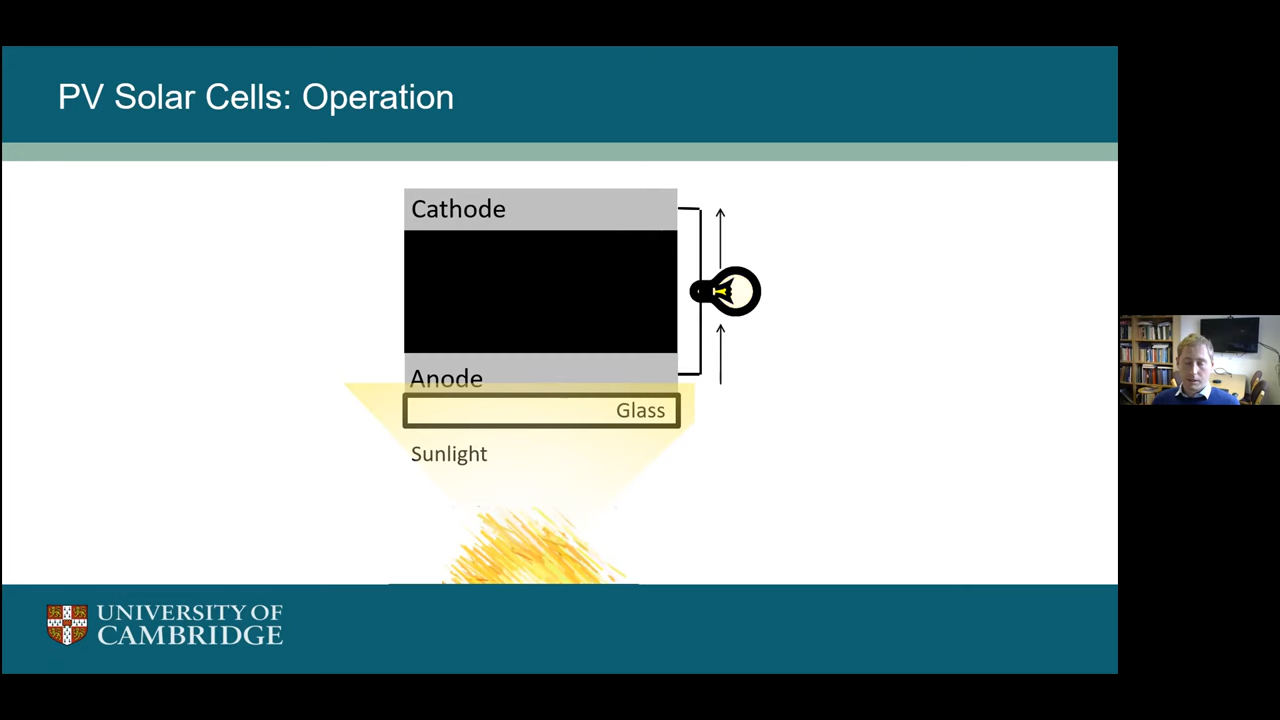 PV Solar Cells: Operation
Cathode
Anode
Glass
Sunlight
UNIVERSITY OF
CAMBRIDGE